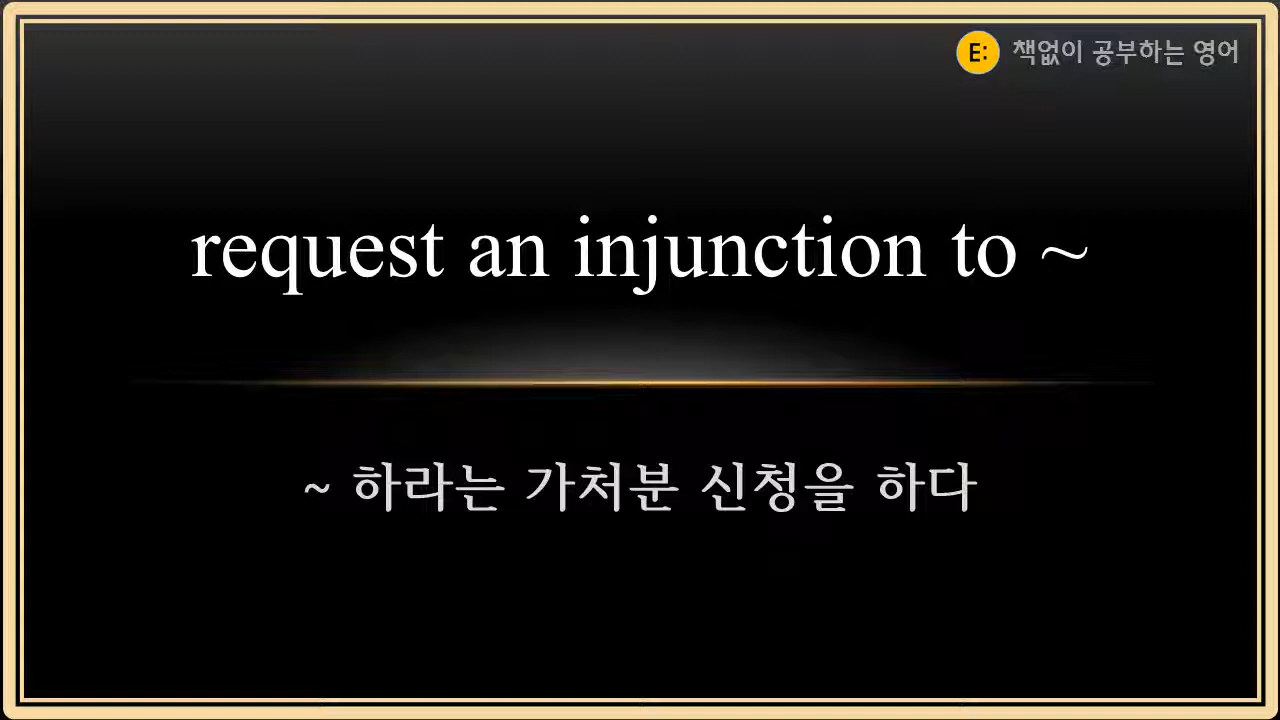 E: 책없이 공부하는 영어
request an injunction to ~
~ 하라는 가처분 신청을 하다